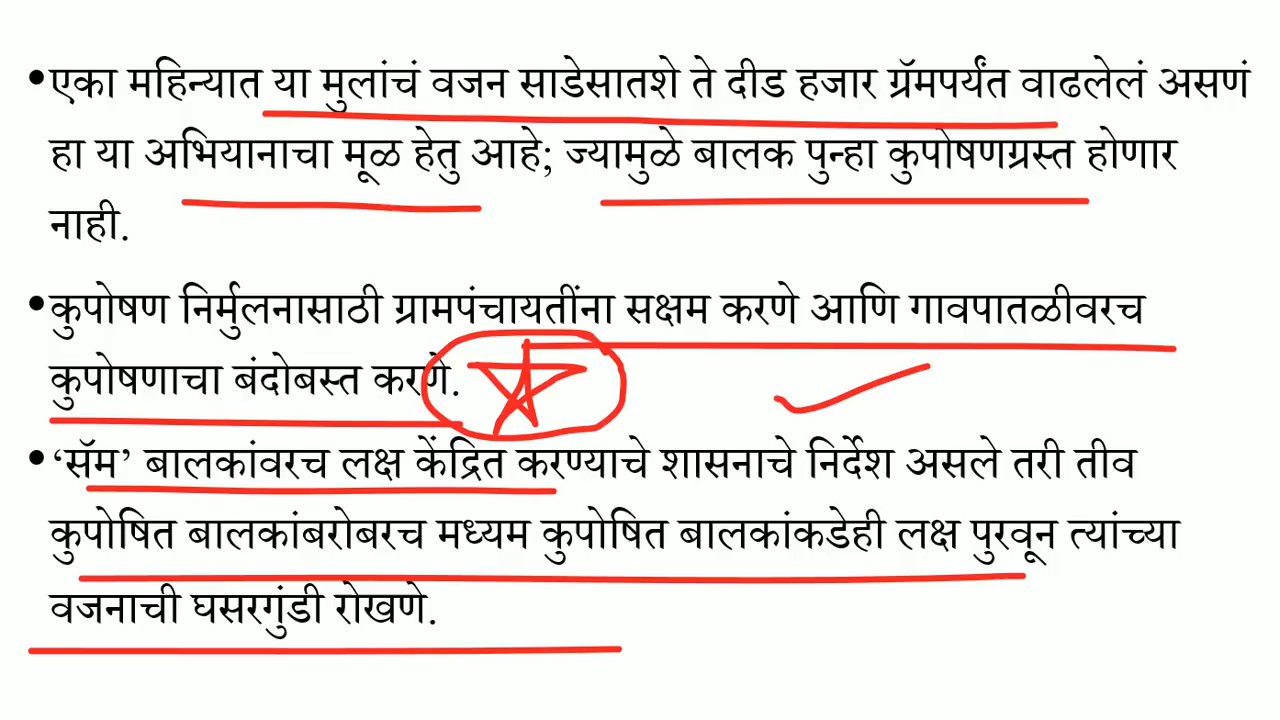 •एका महिन्यात या मुलांचं वजन साडेसातशे ते दीड हजार ग्रॅमपर्यंत वाढलेलं असणं
हा या अभियानाचा मूळ हेतु आहे; ज्यामुळे बालक पुन्हा कुपोषणग्रस्त होणार
नाही.
•कुपोषण निर्मुलनासाठी ग्रामपंचायतींना सक्षम करणे आणि गावपातळीवरच
कुपोषणाचा बंदोबस्त करणे.
•‘सॅम’ बालकांवरच लक्ष केंद्रित करण्याचे शासनाचे निर्देश असले तरी तीव
कुपोषित बालकांबरोबरच मध्यम कुपोषित बालकांकडेही लक्ष पुरवून त्यांच्या
वजनाची घसरगुंडी रोखणे.